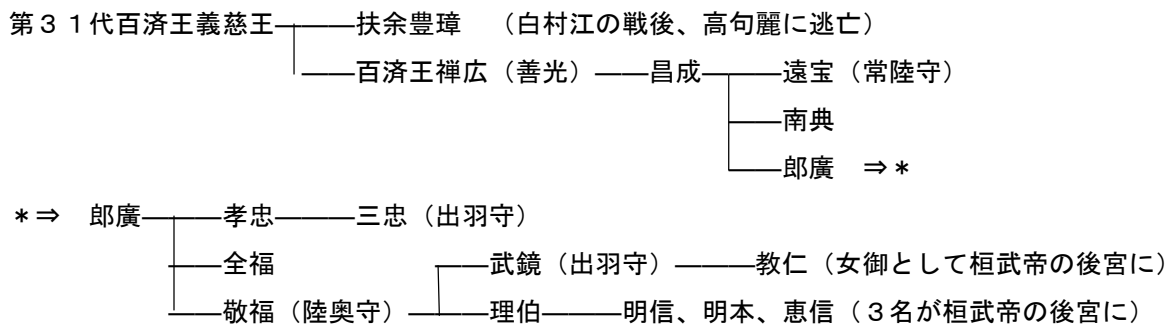 第３１代百済王義慈王―――扶余豊璋　（白村江の戦後、高句麗に逃亡）
――百済王禅広（善光）――昌成―――遠宝（常陸守）
――南典
――郎廣　⇒＊
＊⇒　郎廣―――孝忠―――三忠（出羽守）
――全福　――武鏡（出羽守）―――教仁（女御として桓武帝の後宮に）
――敬福（陸奥守）―――理伯―――明信、明本、恵信（３名が桓武帝の後宮に）